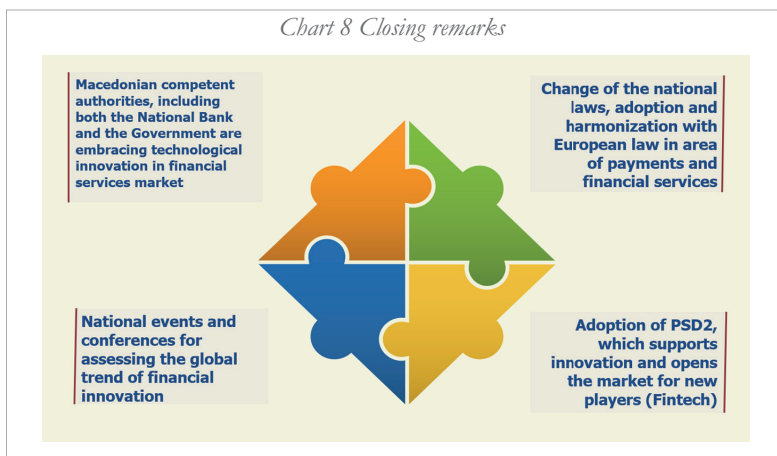 Chart 8 Closing remarks
Macedonian competent
authorities, including
both the National Bank
and the Government are
embracing technological
innovation in financial
services market
Change of the national
laws, adoption and
harmonization with
European law in area
of payments and
financial services
National events and
conferences for
assessing the global
trend of financial
innovation
Adoption of PSD2,
which supports
innovation and opens
the market for new
players (Fintech)